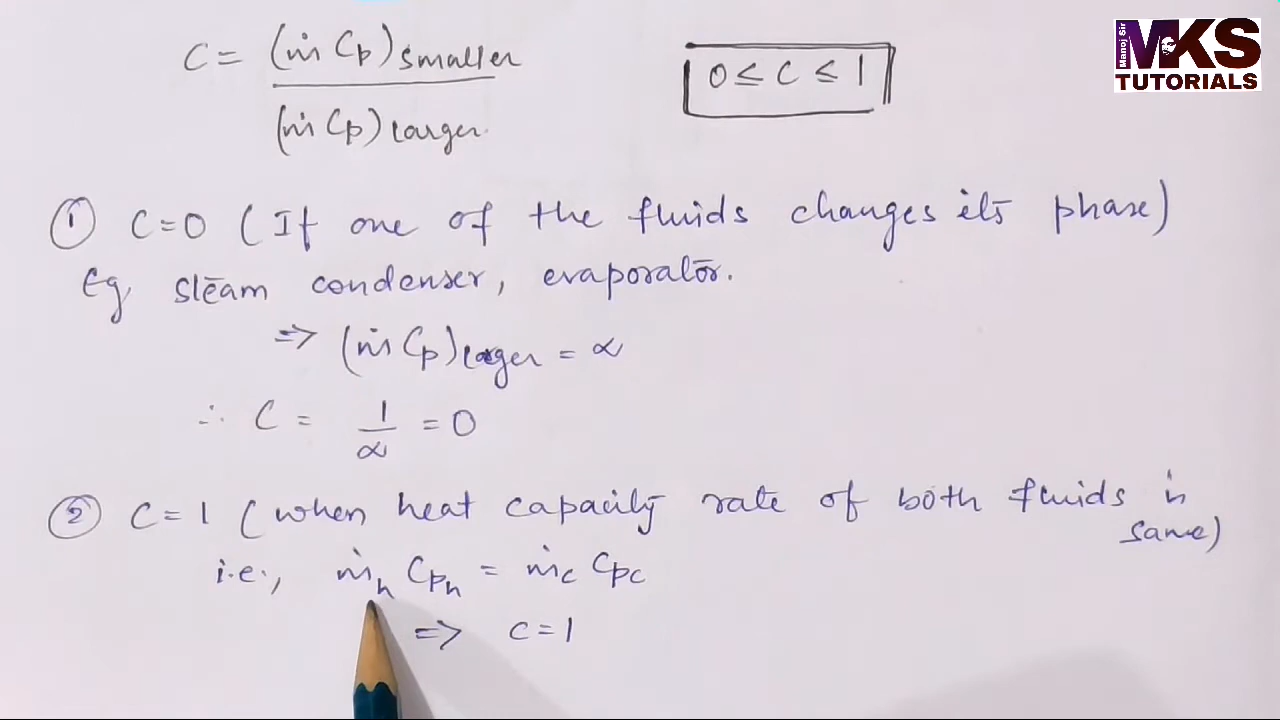 C = (ṁ Cp) smaller
(ṁ Cp) larger
0 ≤ C ≤ 1
Manoj Sir
MKS
TUTORIALS
① C=0 (If one of the fluids changes its phase)
Eg steam condenser, evaporator.
=> (ṁ Cp) larger = ∝
∴ C = 1/∝ = 0
② C=1 (when heat capacity rate of both fluids is
same)
i.e., ṁh Cph = ṁc Cpc
=> C=1